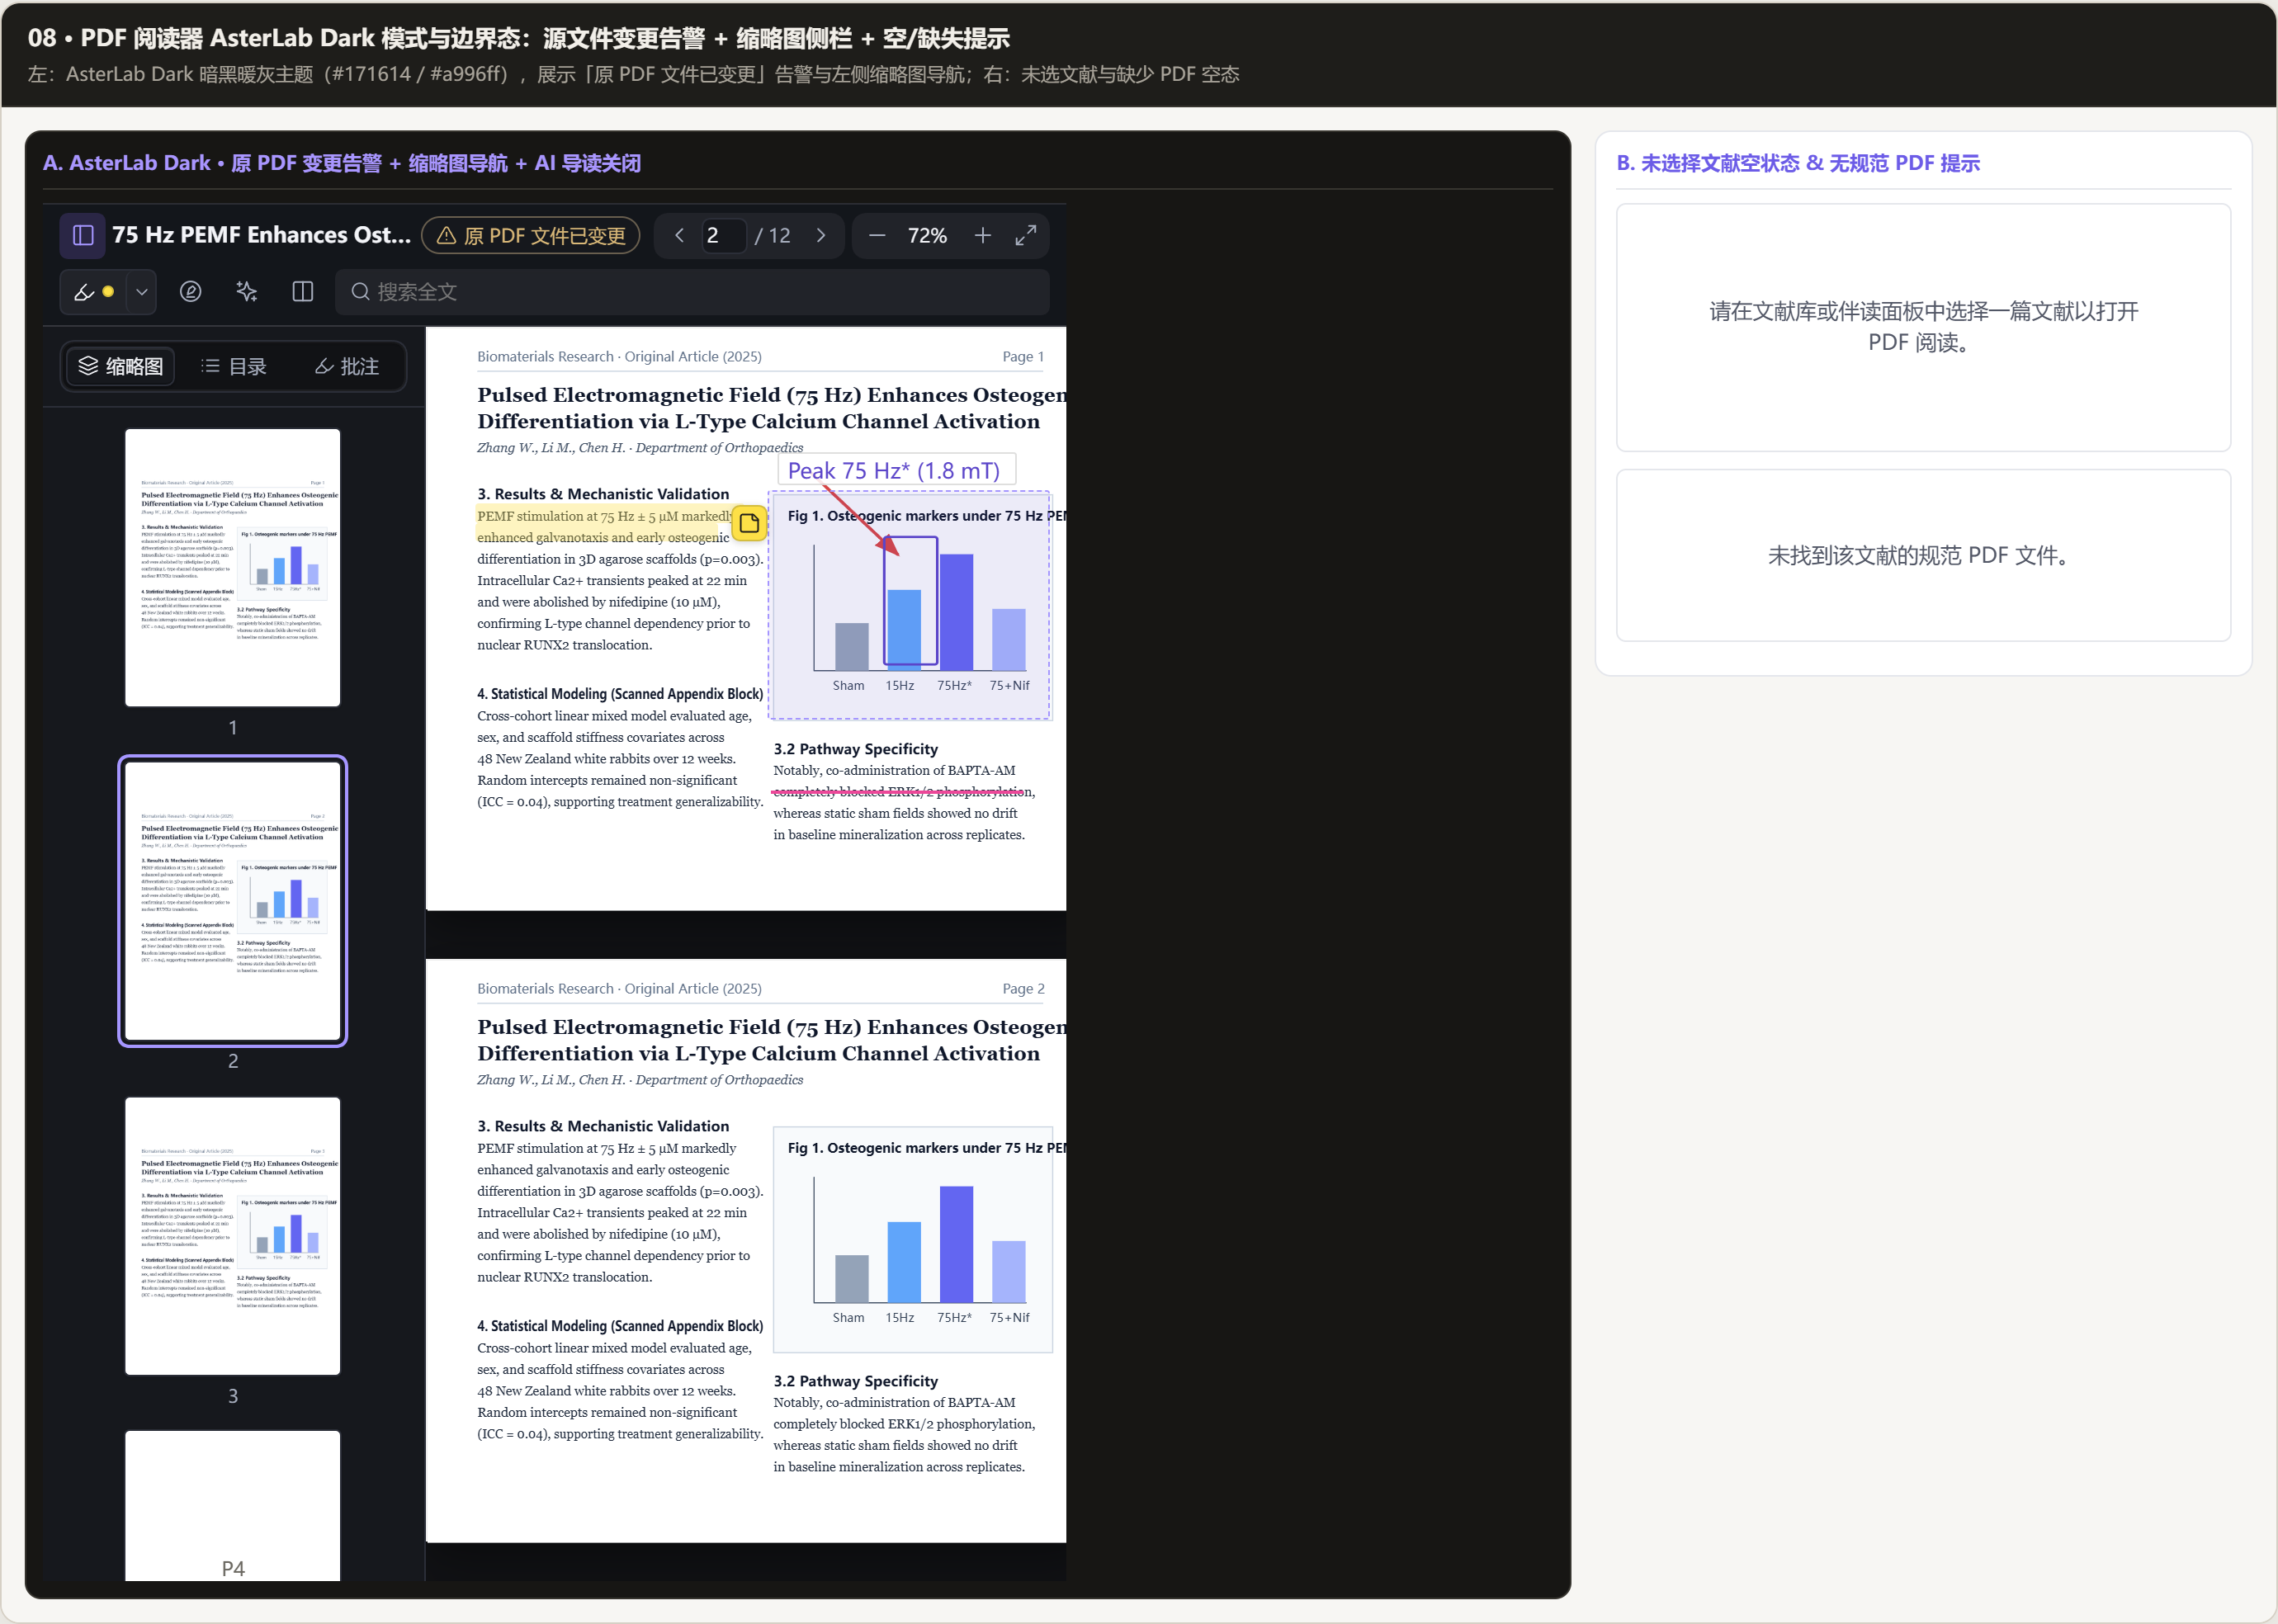 08 • PDF 阅读器 AsterLab Dark 模式与边界态：源文件变更告警 + 缩略图侧栏 + 空/缺失提示
左：AsterLab Dark 暗黑暖灰主题（#171614 / #a996ff），展示「原 PDF 文件已变更」告警与左侧缩略图导航；右：未选文献与缺少 PDF 空态
A. AsterLab Dark • 原 PDF 变更告警 + 缩略图导航 + AI 导读关闭
75 Hz PEMF Enhances Ost...
原 PDF 文件已变更
2 / 12
72%
搜索全文
缩略图
目录
批注
1
2
3
P4
Biomaterials Research · Original Article (2025)
Page 1
Pulsed Electromagnetic Field (75 Hz) Enhances Osteogen
Differentiation via L-Type Calcium Channel Activation
Zhang W., Li M., Chen H. · Department of Orthopaedics
3. Results & Mechanistic Validation
PEMF stimulation at 75 Hz ± 5 µM markedly
enhanced galvanotaxis and early osteogenic
differentiation in 3D agarose scaffolds (p=0.003).
Intracellular Ca2+ transients peaked at 22 min
and were abolished by nifedipine (10 µM),
confirming L-type channel dependency prior to
nuclear RUNX2 translocation.
4. Statistical Modeling (Scanned Appendix Block)
Cross-cohort linear mixed model evaluated age,
sex, and scaffold stiffness covariates across
48 New Zealand white rabbits over 12 weeks.
Random intercepts remained non-significant
(ICC = 0.04), supporting treatment generalizability.
Peak 75 Hz* (1.8 mT)
Fig 1. Osteogenic markers under 75 Hz PEM
Sham
15Hz
75Hz*
75+Nif
3.2 Pathway Specificity
Notably, co-administration of BAPTA-AM
completely blocked ERK1/2 phosphorylation,
whereas static sham fields showed no drift
in baseline mineralization across replicates.
Biomaterials Research · Original Article (2025)
Page 2
Pulsed Electromagnetic Field (75 Hz) Enhances Osteogen
Differentiation via L-Type Calcium Channel Activation
Zhang W., Li M., Chen H. · Department of Orthopaedics
3. Results & Mechanistic Validation
PEMF stimulation at 75 Hz ± 5 µM markedly
enhanced galvanotaxis and early osteogenic
differentiation in 3D agarose scaffolds (p=0.003).
Intracellular Ca2+ transients peaked at 22 min
and were abolished by nifedipine (10 µM),
confirming L-type channel dependency prior to
nuclear RUNX2 translocation.
4. Statistical Modeling (Scanned Appendix Block)
Cross-cohort linear mixed model evaluated age,
sex, and scaffold stiffness covariates across
48 New Zealand white rabbits over 12 weeks.
Random intercepts remained non-significant
(ICC = 0.04), supporting treatment generalizability.
Fig 1. Osteogenic markers under 75 Hz PEM
Sham
15Hz
75Hz*
75+Nif
3.2 Pathway Specificity
Notably, co-administration of BAPTA-AM
completely blocked ERK1/2 phosphorylation,
whereas static sham fields showed no drift
in baseline mineralization across replicates.
B. 未选择文献空状态 & 无规范 PDF 提示
请在文献库或伴读面板中选择一篇文献以打开
PDF 阅读。
未找到该文献的规范 PDF 文件。